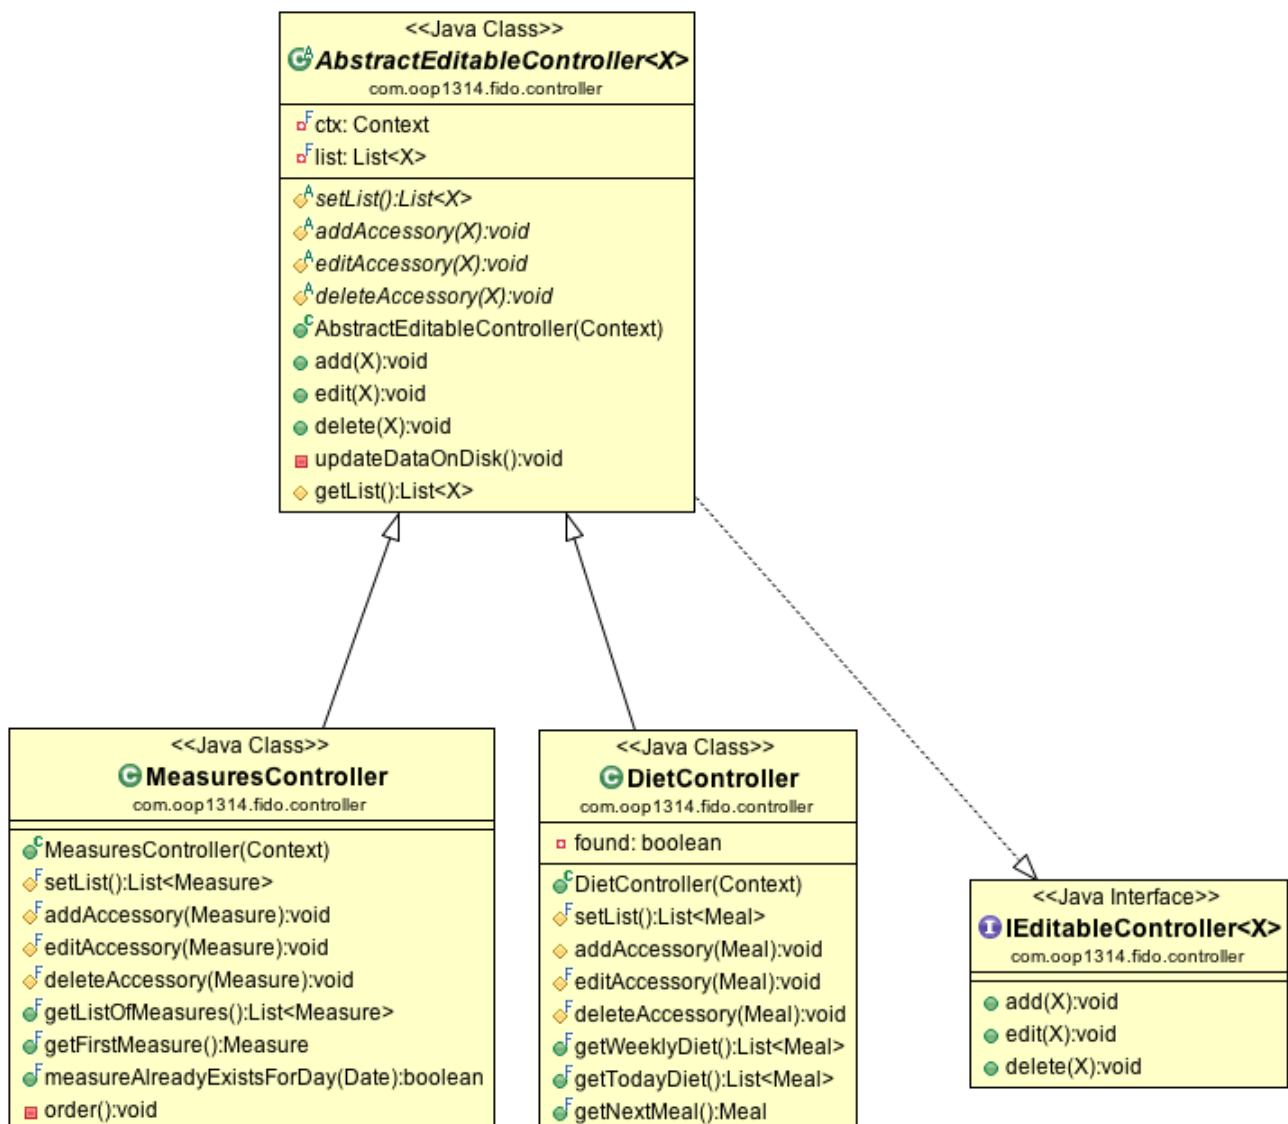 <<Java Class>>
AbstractEditableController<X>
com.oop1314.fido.controller
ctx: Context
list: List<X>
setList():List<X>
addAccessory(X):void
editAccessory(X):void
deleteAccessory(X):void
AbstractEditableController(Context)
add(X):void
edit(X):void
delete(X):void
updateDataOnDisk():void
getList():List<X>
<<Java Class>>
MeasuresController
com.oop1314.fido.controller
MeasuresController(Context)
setList():List<Measure>
addAccessory(Measure):void
editAccessory(Measure):void
deleteAccessory(Measure):void
getListOfMeasures():List<Measure>
getFirstMeasure():Measure
measureAlreadyExistsForDay(Date):boolean
order():void
<<Java Class>>
DietController
com.oop1314.fido.controller
found: boolean
DietController(Context)
setList():List<Meal>
addAccessory(Meal):void
editAccessory(Meal):void
deleteAccessory(Meal):void
getWeeklyDiet():List<Meal>
getTodayDiet():List<Meal>
getNextMeal():Meal
<<Java Interface>>
IEditableController<X>
com.oop1314.fido.controller
add(X):void
edit(X):void
delete(X):void